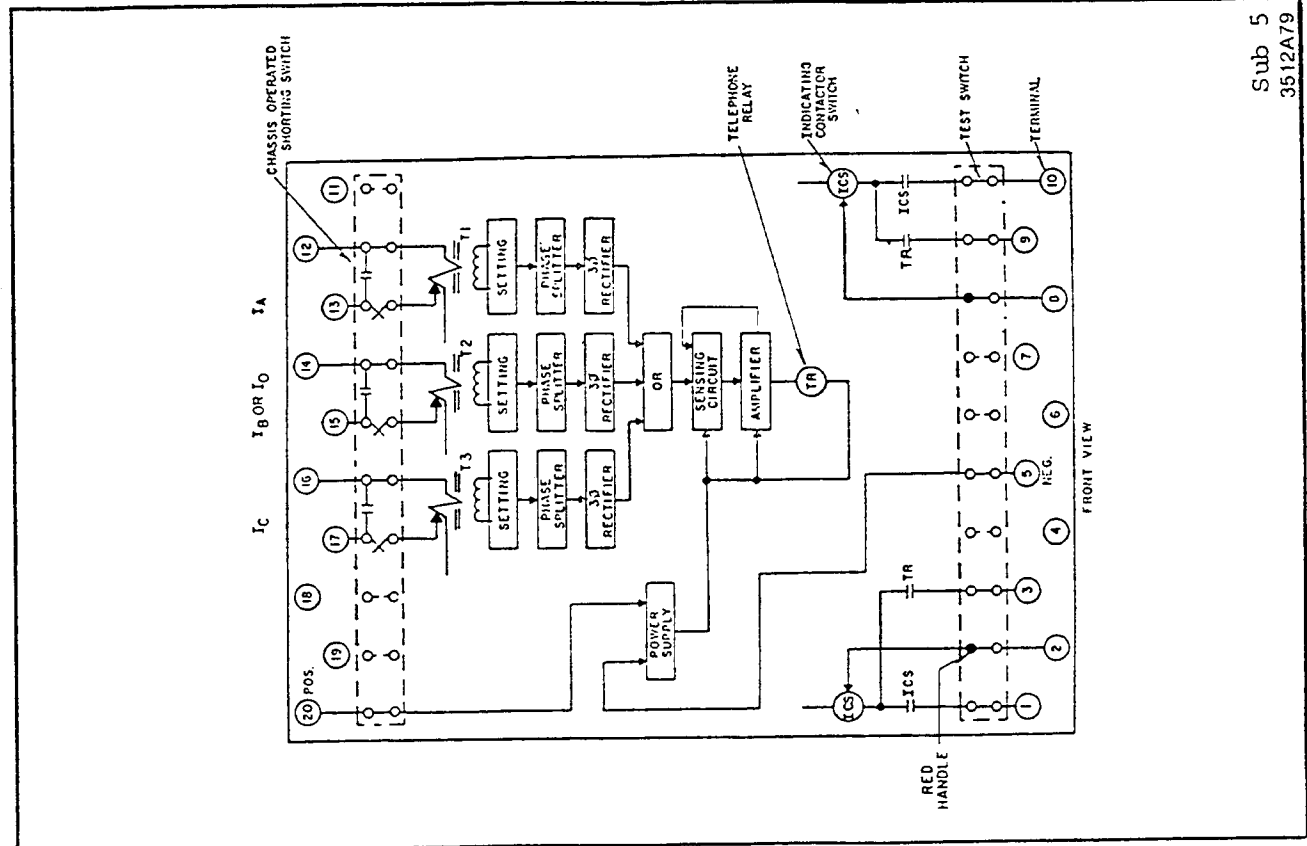 Sub 5
3512A79
CHASSIS OPERATED
SHORTING SWITCH
IC
IB OR IO
IA
20 POS.
19
18
17
16
15
14
13
12
11
T3
T2
T1
SETTING
SETTING
SETTING
PHASE
SPLITTER
PHASE
SPLITTER
PHASE
SPLITTER
3Ø
RECTIFIER
3Ø
RECTIFIER
3Ø
RECTIFIER
OR
SENSING
CIRCUIT
AMPLIFIER
POWER
SUPPLY
TR
TELEPHONE
RELAY
INDICATING
CONTACTOR
SWITCH
ICS
ICS
ICS
TR
TR
ICS
TEST SWITCH
TERMINAL
RED
HANDLE
1
2
3
4
5
NEG.
6
7
9
10
FRONT VIEW